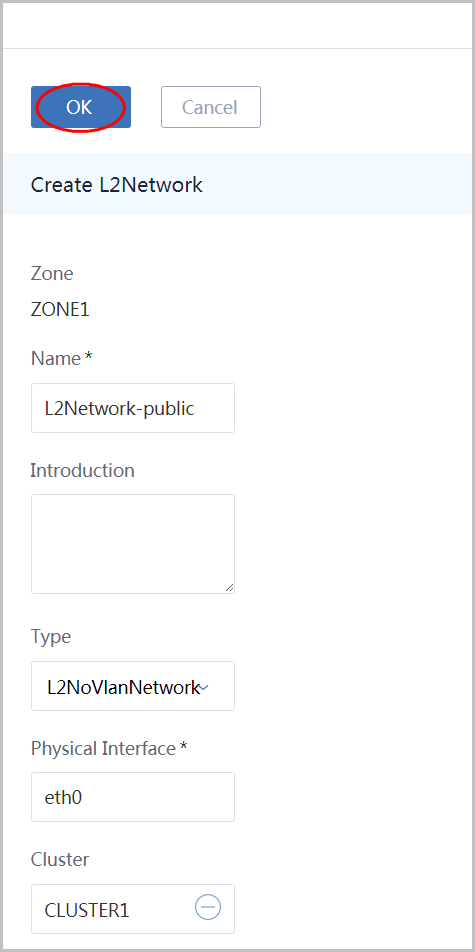 OK Cancel
Create L2Network
Zone
ZONE1
Name *
L2Network-public
Introduction
Type
L2NoVlanNetwork
Physical Interface *
eth0
Cluster
CLUSTER1